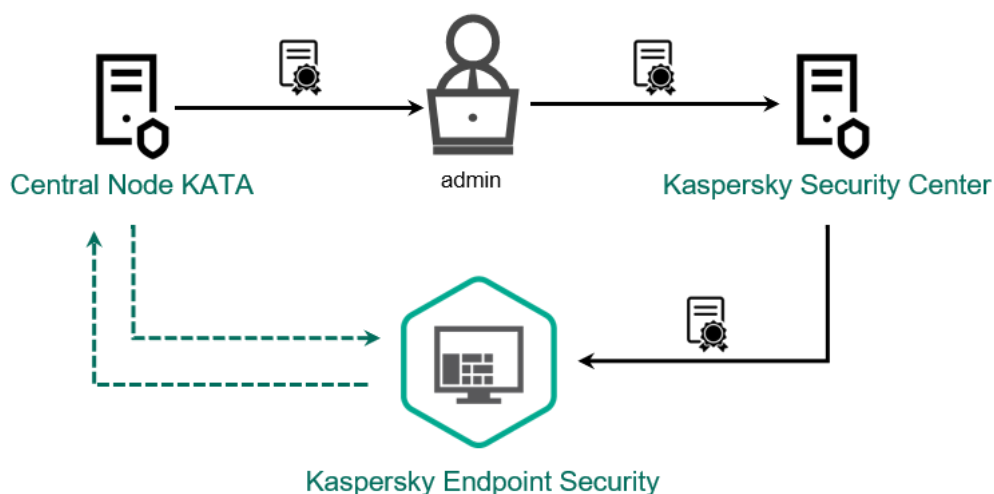 Central Node KATA
admin
Kaspersky Security Center
Kaspersky Endpoint Security